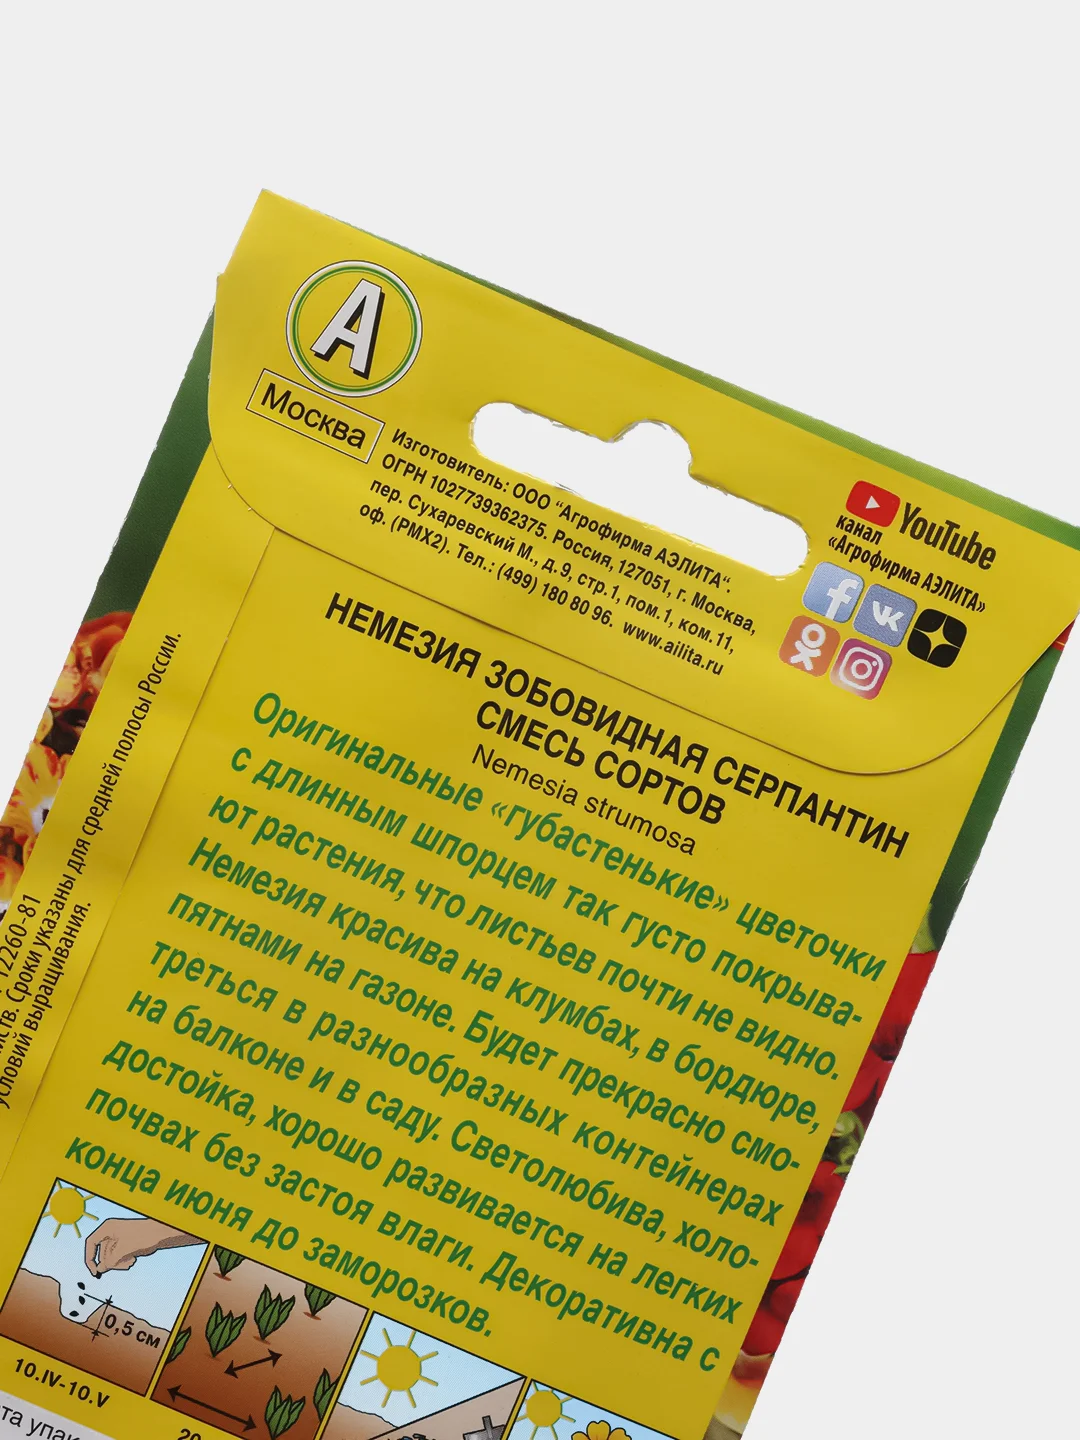 А
Москва
Изготовитель: ООО “Агрофирма АЭЛИТА“.
ОГРН 1027739362375. Россия, 127051, г. Москва,
пер. Сухаревский М., д. 9, стр. 1, пом. 1, ком. 11,
оф. (РМХ2). Тел.: (499) 180 80 96. www.ailita.ru
YouTube
канал
«Агрофирма АЭЛИТА»
НЕМЕЗИЯ ЗОБОВИДНАЯ СЕРПАНТИН
СМЕСЬ СОРТОВ
Nemesia strumosa
Оригинальные «губастенькие» цветочки
с длинным шпорцем так густо покрыва-
ют растения, что листьев почти не видно.
Немезия красива на клумбах, в бордюре,
пятнами на газоне. Будет прекрасно смо-
треться в разнообразных контейнерах
на балконе и в саду. Светолюбива, холо-
достойка, хорошо развивается на легких
почвах без застоя влаги. Декоративна с
конца июня до заморозков.
12260-81
Сроки указаны для средней полосы России.
условий выращивания.
0,5 см
10.IV-10.V
20